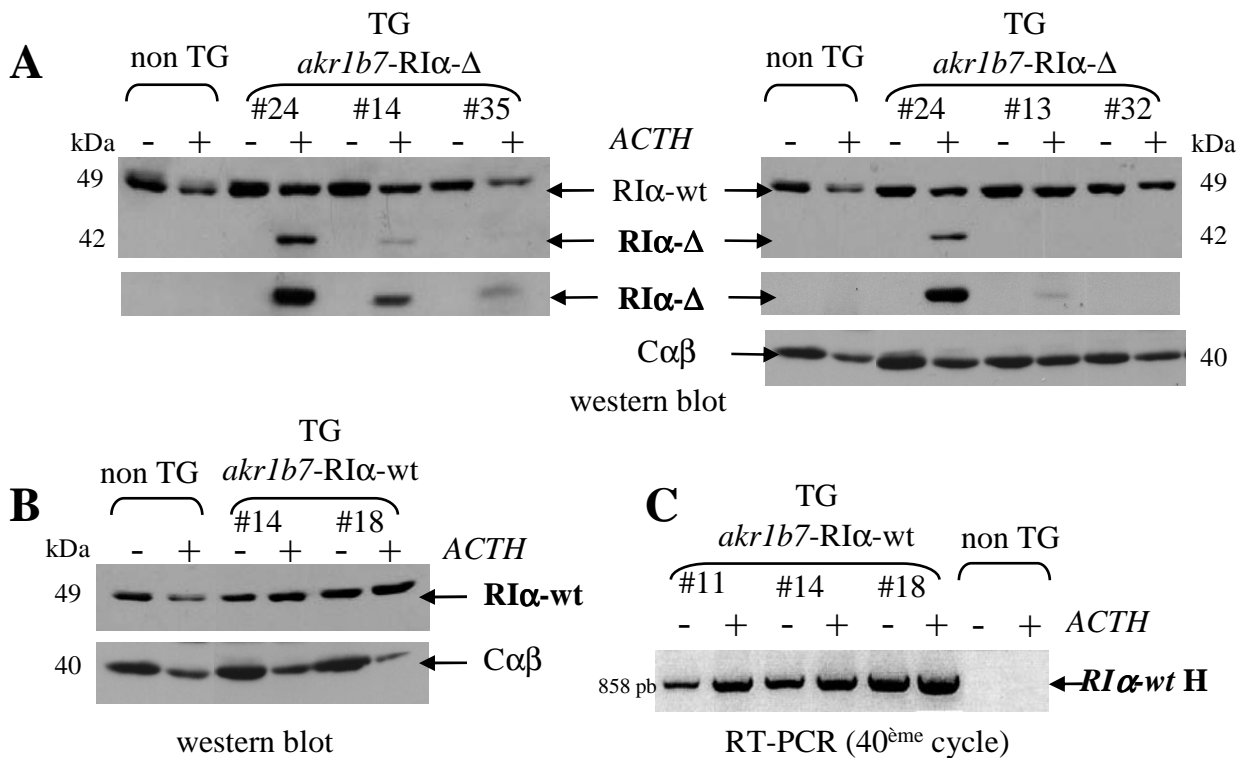 A
non TG
TG
akr1b7-RIα-Δ
#24 #14 #35
kDa - + - + - + - + ACTH
49
42
RIα-wt
RIα-Δ
RIα-Δ
Cαβ
western blot
non TG
TG
akr1b7-RIα-Δ
#24 #13 #32
- + - + - + - + kDa
49
42
40
B
non TG
TG
akr1b7-RIα-wt
#14 #18
kDa - + - + - + ACTH
49 RIα-wt
40 Cαβ
western blot
C
TG
akr1b7-RIα-wt
non TG
#11 #14 #18
- + - + - + - + ACTH
858 pb RIα-wt H
RT-PCR (40ème cycle)